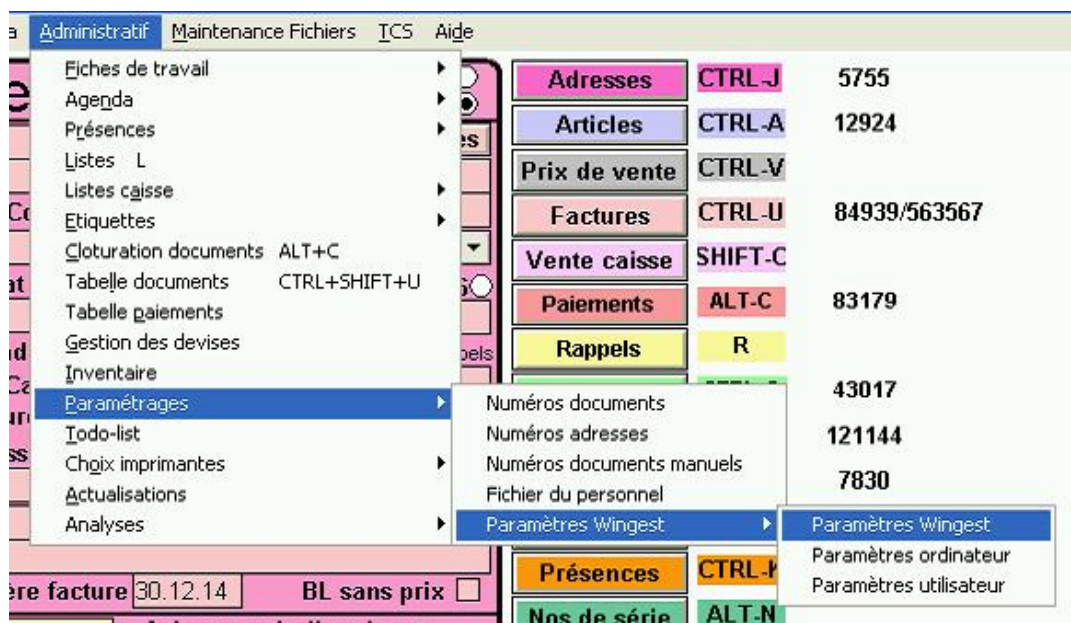 Administratif Maintenance Fichiers TCS Aide
Fiches de travail
Agenda
Présences
Listes L
Listes caisse
Etiquettes
Cloturation documents ALT+C
Tabelle documents CTRL+SHIFT+U
Tabelle paiements
Gestion des devises
Inventaire
Paramétrages
Todo-list
Choix imprimantes
Actualisations
Analyses
Numéros documents
Numéros adresses
Numéros documents manuels
Fichier du personnel
Paramètres Wingest
Paramètres Wingest
Paramètres ordinateur
Paramètres utilisateur
Adresses CTRL-J 5755
Articles CTRL-A 12924
Prix de vente CTRL-V
Factures CTRL-U 84939/563567
Vente caisse SHIFT-C
Paiements ALT-C 83179
Rappels R
43017
121144
7830
Présences
Nos de série ALT-N
facture 30.12.14 BL sans prix